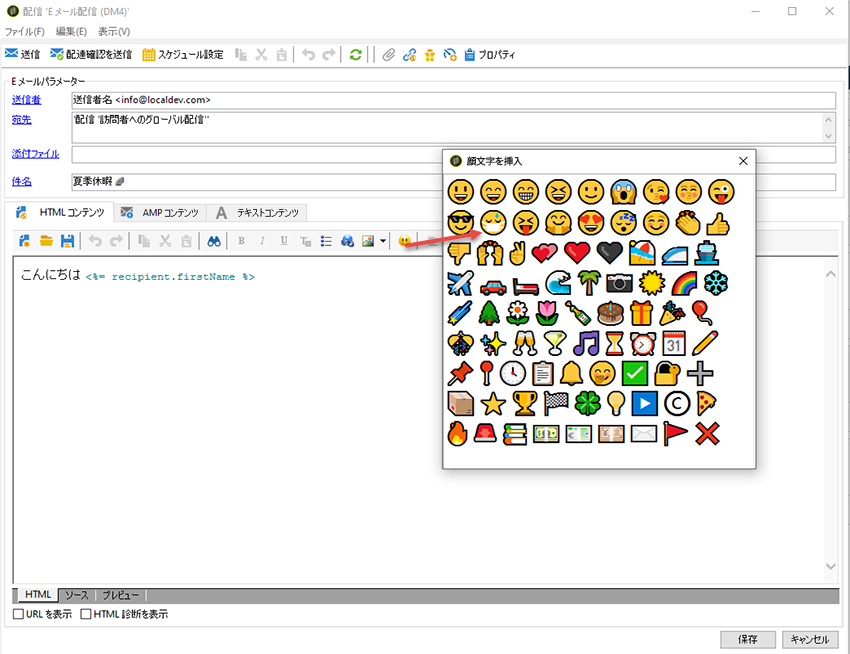 配信 'Eメール配信 (DM4)'
ファイル(F) 編集(E) 表示(V)
送信 配達確認を送信 スケジュール設定 プロパティ
Eメールパラメーター
送信者 送信者名 <info@localdev.com>
宛先 '配信 '訪問者へのグローバル配信''
添付ファイル
件名 夏季休暇
顔文字を挿入
HTML コンテンツ AMP コンテンツ テキストコンテンツ
B I U
こんにちは <%= recipient.firstName %>
31
C
HTML ソース プレビュー
URL を表示 HTML 診断を表示
保存 キャンセル